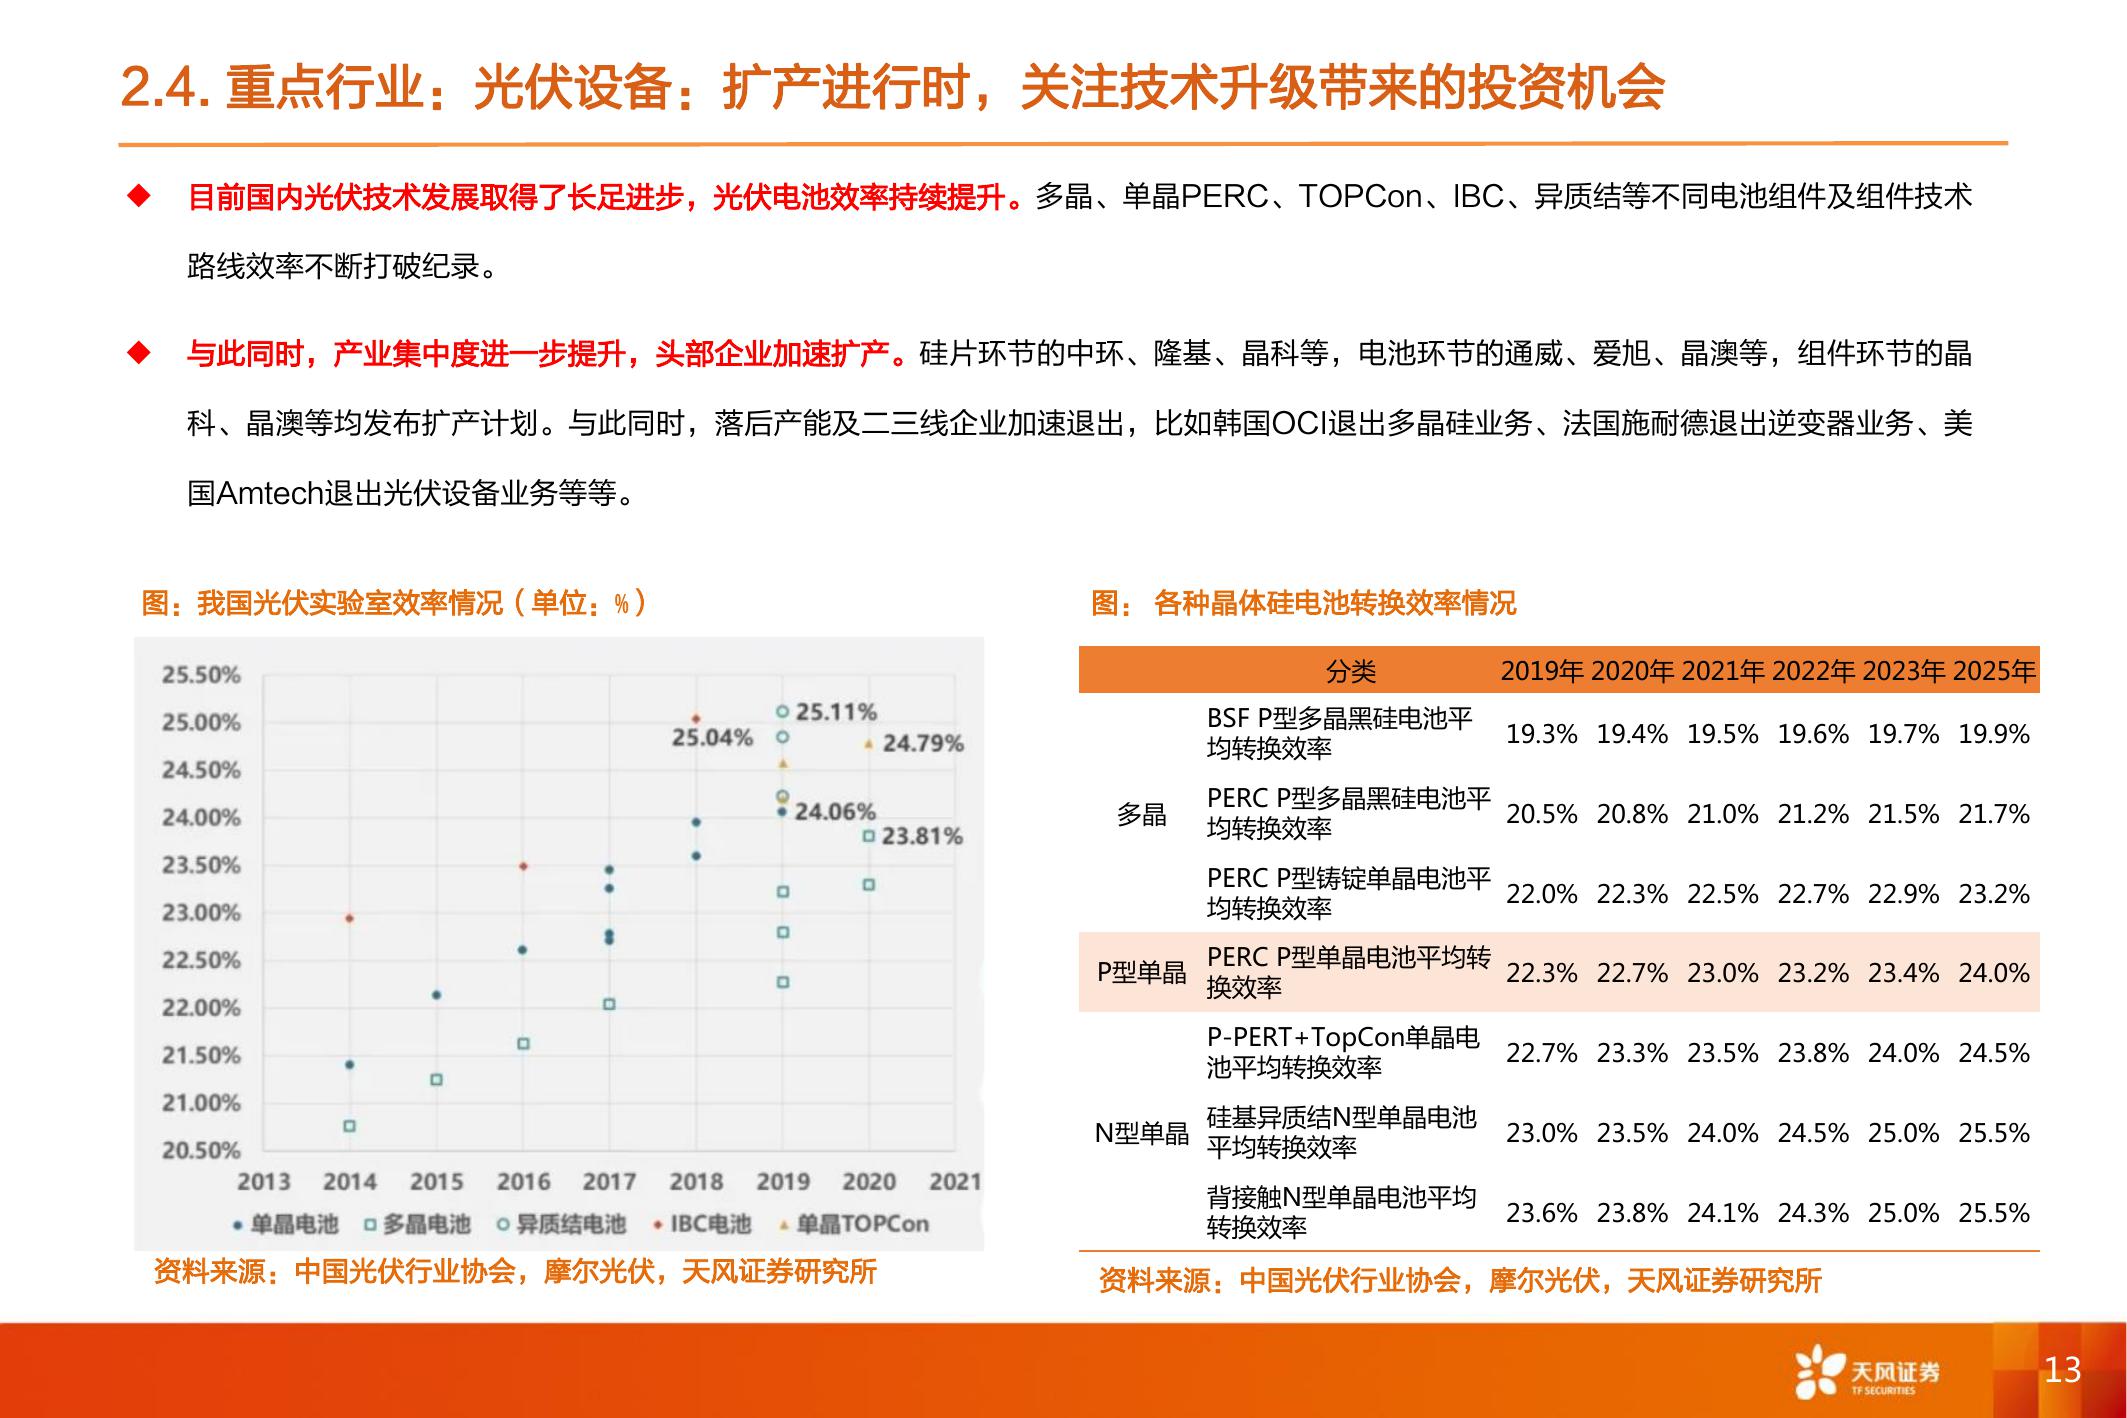 2.4. 重点行业：光伏设备：扩产进行时，关注技术升级带来的投资机会
◆ 目前国内光伏技术发展取得了长足进步，光伏电池效率持续提升。多晶、单晶PERC、TOPCon、IBC、异质结等不同电池组件及组件技术
路线效率不断打破纪录。
◆ 与此同时，产业集中度进一步提升，头部企业加速扩产。硅片环节的中环、隆基、晶科等，电池环节的通威、爱旭、晶澳等，组件环节的晶
科、晶澳等均发布扩产计划。与此同时，落后产能及二三线企业加速退出，比如韩国OCI退出多晶硅业务、法国施耐德退出逆变器业务、美
国Amtech退出光伏设备业务等等。
图：我国光伏实验室效率情况（单位：%）
25.50%
25.00%
24.50%
24.00%
23.50%
23.00%
22.50%
22.00%
21.50%
21.00%
20.50%
25.11%
25.04%
24.79%
24.06%
23.81%
2013 2014 2015 2016 2017 2018 2019 2020 2021
单晶电池 多晶电池 异质结电池 IBC电池 单晶TOPCon
资料来源：中国光伏行业协会，摩尔光伏，天风证券研究所
图： 各种晶体硅电池转换效率情况
分类 2019年 2020年 2021年 2022年 2023年 2025年
多晶
BSF P型多晶黑硅电池平
均转换效率
19.3% 19.4% 19.5% 19.6% 19.7% 19.9%
PERC P型多晶黑硅电池平
均转换效率
20.5% 20.8% 21.0% 21.2% 21.5% 21.7%
PERC P型铸锭单晶电池平
均转换效率
22.0% 22.3% 22.5% 22.7% 22.9% 23.2%
P型单晶
PERC P型单晶电池平均转
换效率
22.3% 22.7% 23.0% 23.2% 23.4% 24.0%
N型单晶
P-PERT+TopCon单晶电
池平均转换效率
22.7% 23.3% 23.5% 23.8% 24.0% 24.5%
硅基异质结N型单晶电池
平均转换效率
23.0% 23.5% 24.0% 24.5% 25.0% 25.5%
背接触N型单晶电池平均
转换效率
23.6% 23.8% 24.1% 24.3% 25.0% 25.5%
资料来源：中国光伏行业协会，摩尔光伏，天风证券研究所
天风证券
TF SECURITIES
13